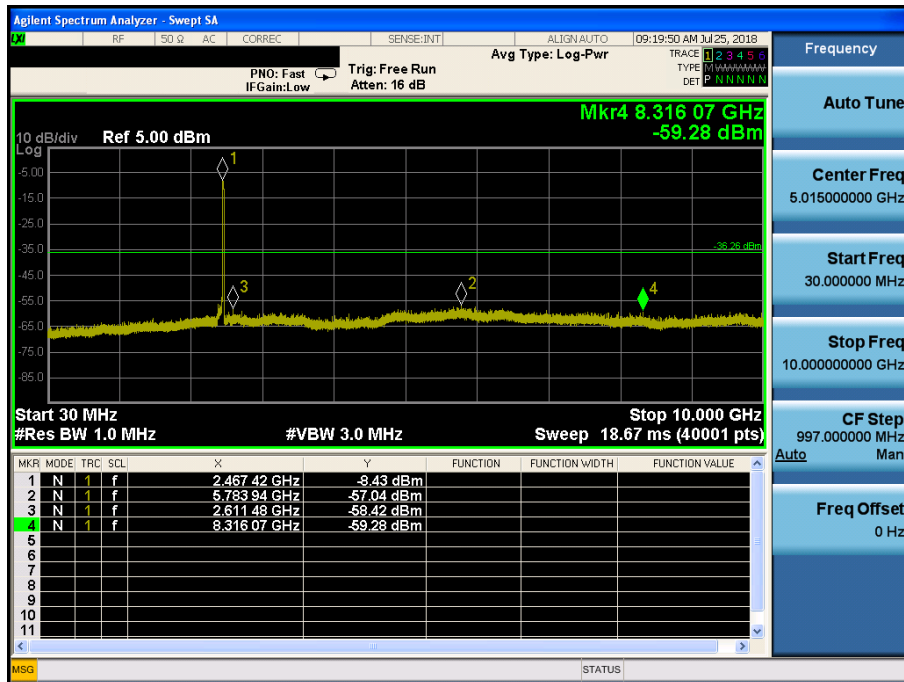 Agilent Spectrum Analyzer - Swept SA
LXI RF 50 Ω AC CORREC SENSE:INT ALIGNAUTO 09:19:50 AM Jul 25, 2018
PNO: Fast Trig: Free Run Avg Type: Log-Pwr TRACE 1 2 3 4 5 6
IFGain:Low Atten: 16 dB TYPE MWWWWW
DET P N N N N N
Mkr4 8.316 07 GHz
-59.28 dBm
10 dB/div Ref 5.00 dBm
Log
-5.00
-15.0
-25.0
-35.0
-45.0
-55.0
-65.0
-75.0
-85.0
1
2
3
4
-36.26 dBm
Start 30 MHz Stop 10.000 GHz
#Res BW 1.0 MHz #VBW 3.0 MHz Sweep 18.67 ms (40001 pts)
MKR MODE TRC SCL X Y FUNCTION FUNCTION WIDTH FUNCTION VALUE
1 N 1 f 2.467 42 GHz -8.43 dBm
2 N 1 f 5.783 94 GHz -57.04 dBm
3 N 1 f 2.611 48 GHz -58.42 dBm
4 N 1 f 8.316 07 GHz -59.28 dBm
5
6
7
8
9
10
11
MSG STATUS
Frequency
Auto Tune
Center Freq
5.015000000 GHz
Start Freq
30.000000 MHz
Stop Freq
10.000000000 GHz
CF Step
997.000000 MHz
Auto Man
Freq Offset
0 Hz